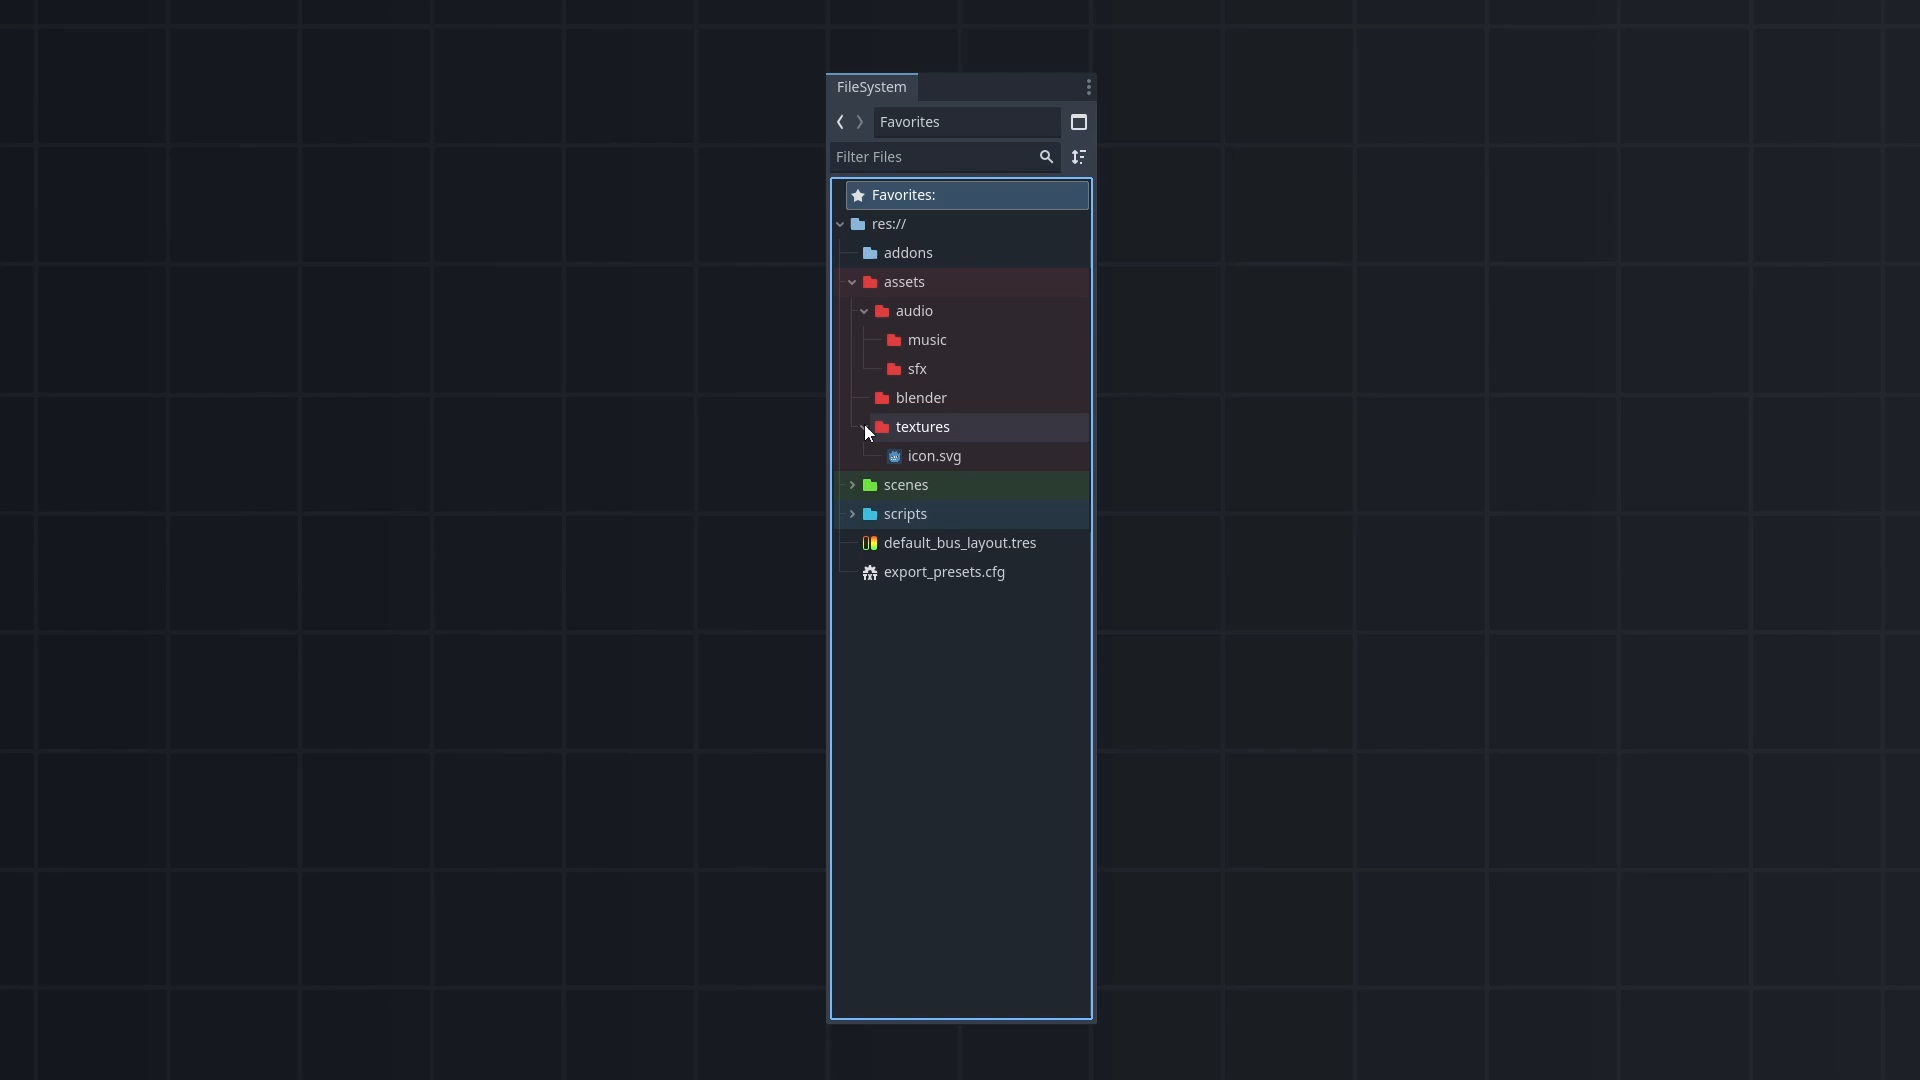 FileSystem
Favorites
Filter Files
Favorites:
res://
addons
assets
audio
music
sfx
blender
textures
icon.svg
scenes
scripts
default_bus_layout.tres
export_presets.cfg